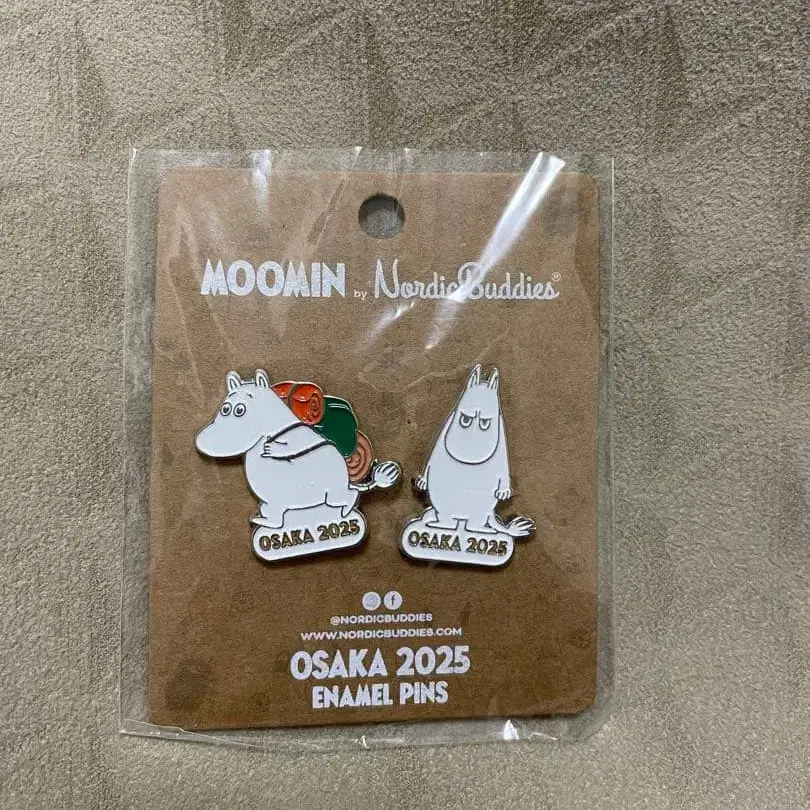 MOOMIN by NordicBuddies®
OSAKA 2025
OSAKA 2025
@NORDICBUDDIES
WWW.NORDICBUDDIES.COM
OSAKA 2025
ENAMEL PINS